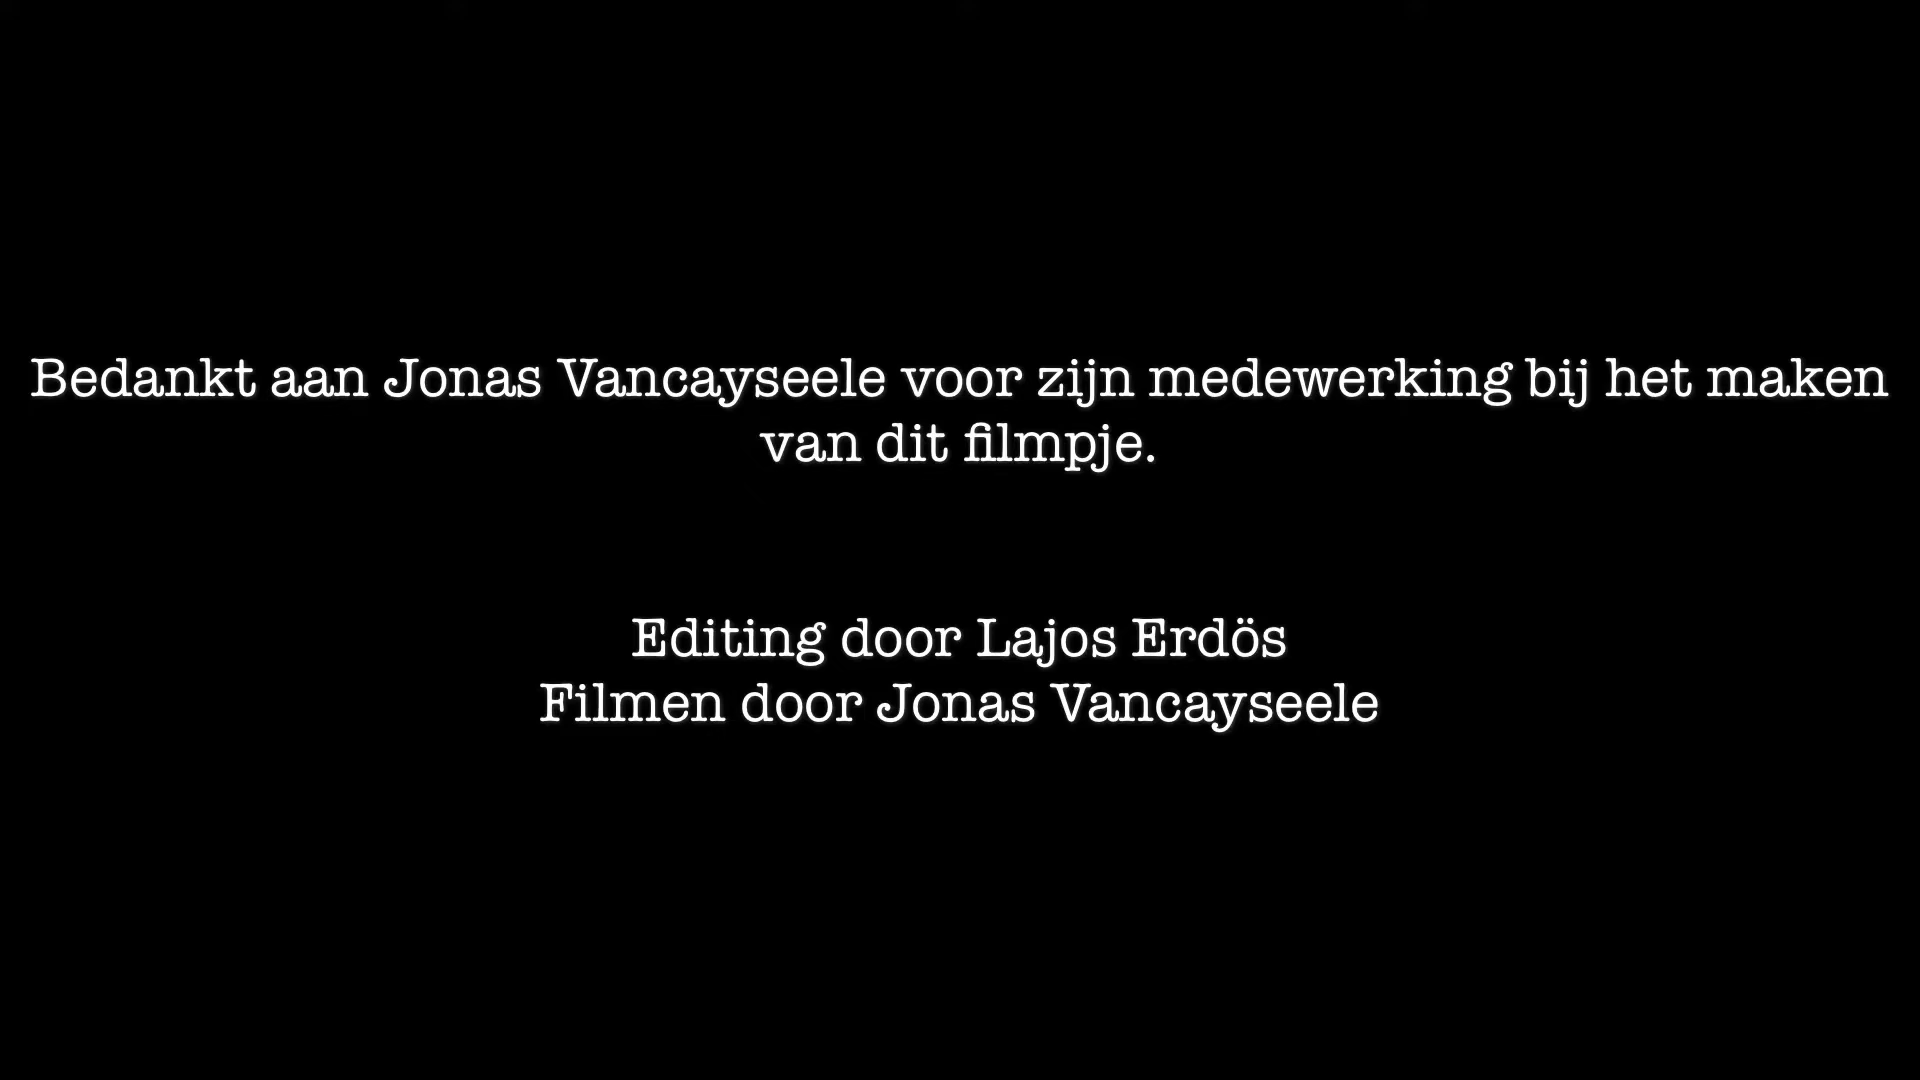 Bedankt aan Jonas Vancayseele voor zijn medewerking bij het maken
van dit filmpje.
Editing door Lajos Erdös
Filmen door Jonas Vancayseele